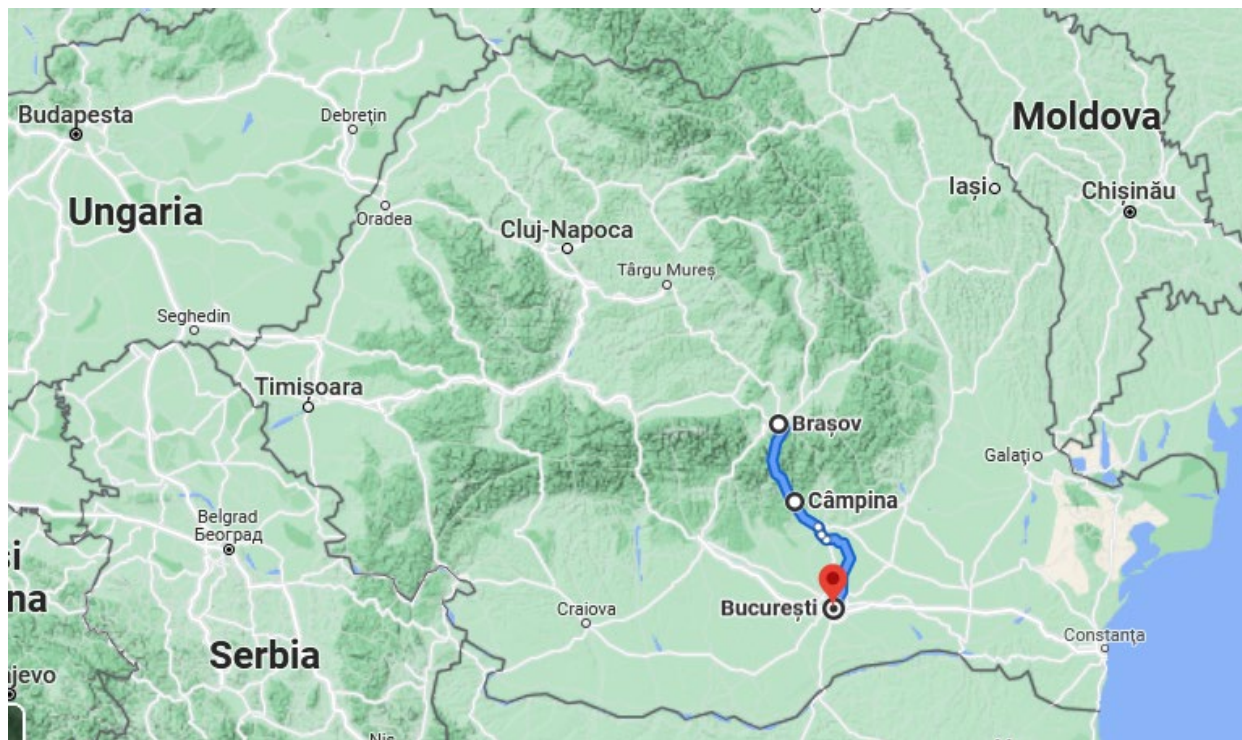 Budapesta
Debrețin
Moldova
Iași
Chișinău
Ungaria
Oradea
Cluj-Napoca
Târgu Mureș
Seghedin
Timișoara
Brașov
Galați
Câmpina
Belgrad
Београд
și
București
Craiova
Constanța
Serbia